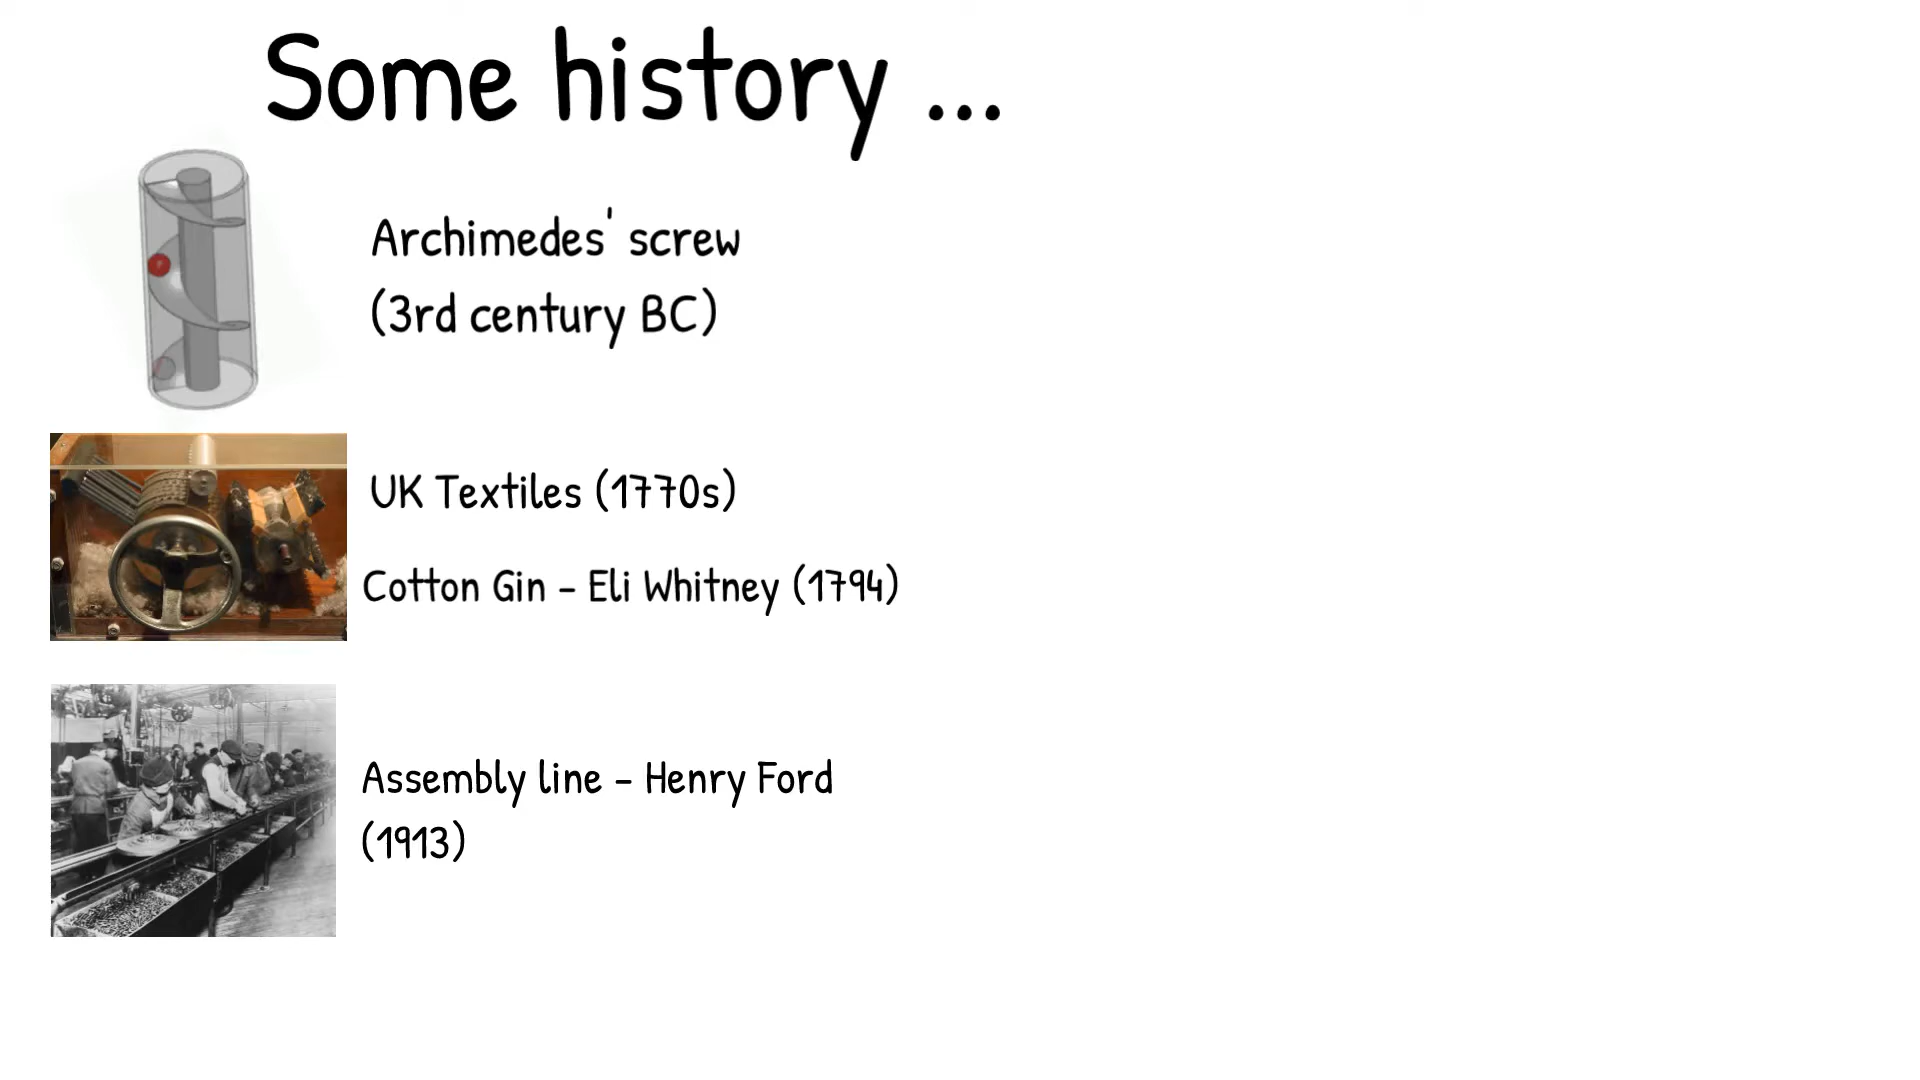 Some history ...
Archimedes' screw
(3rd century BC)
UK Textiles (1770s)
Cotton Gin - Eli Whitney (1794)
Assembly line - Henry Ford
(1913)